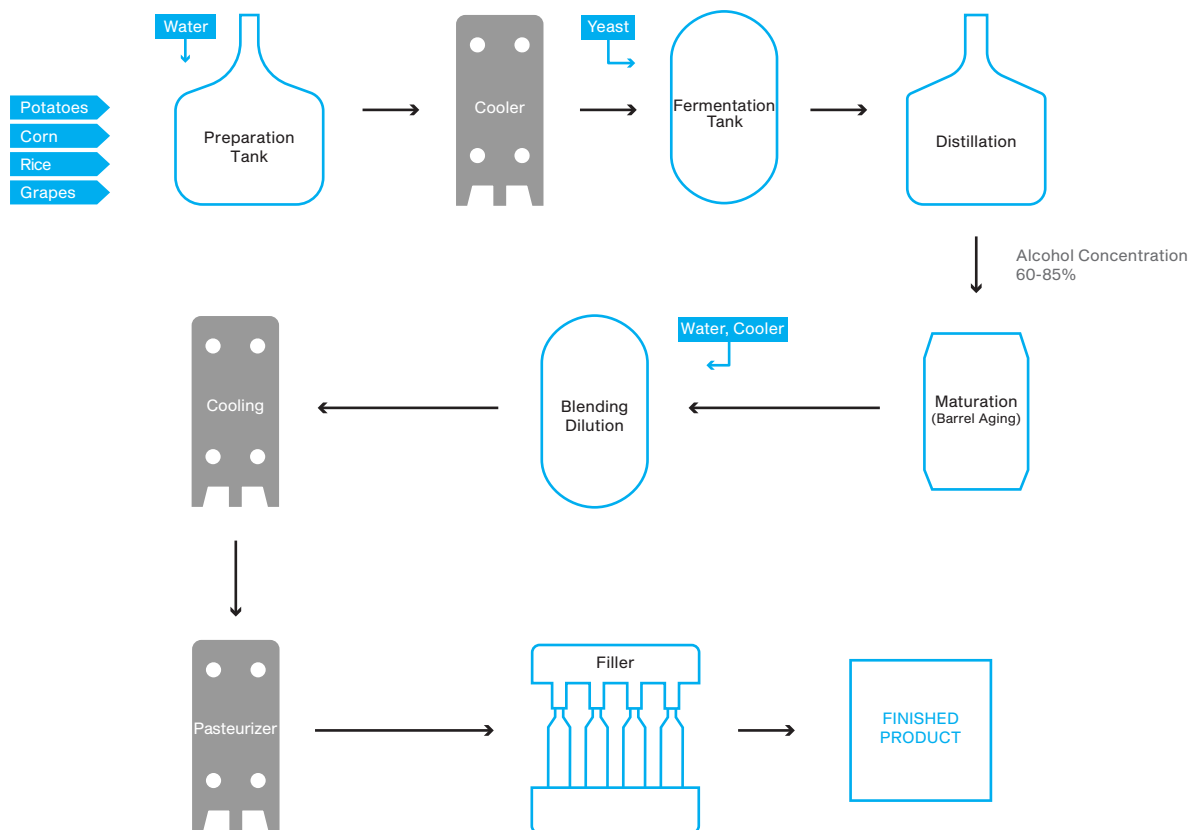 Water
Potatoes
Corn
Rice
Grapes
Preparation
Tank
Cooler
Yeast
Fermentation
Tank
Distillation
Alcohol Concentration
60-85%
Maturation
(Barrel Aging)
Water, Cooler
Blending
Dilution
Cooling
Pasteurizer
Filler
FINISHED
PRODUCT